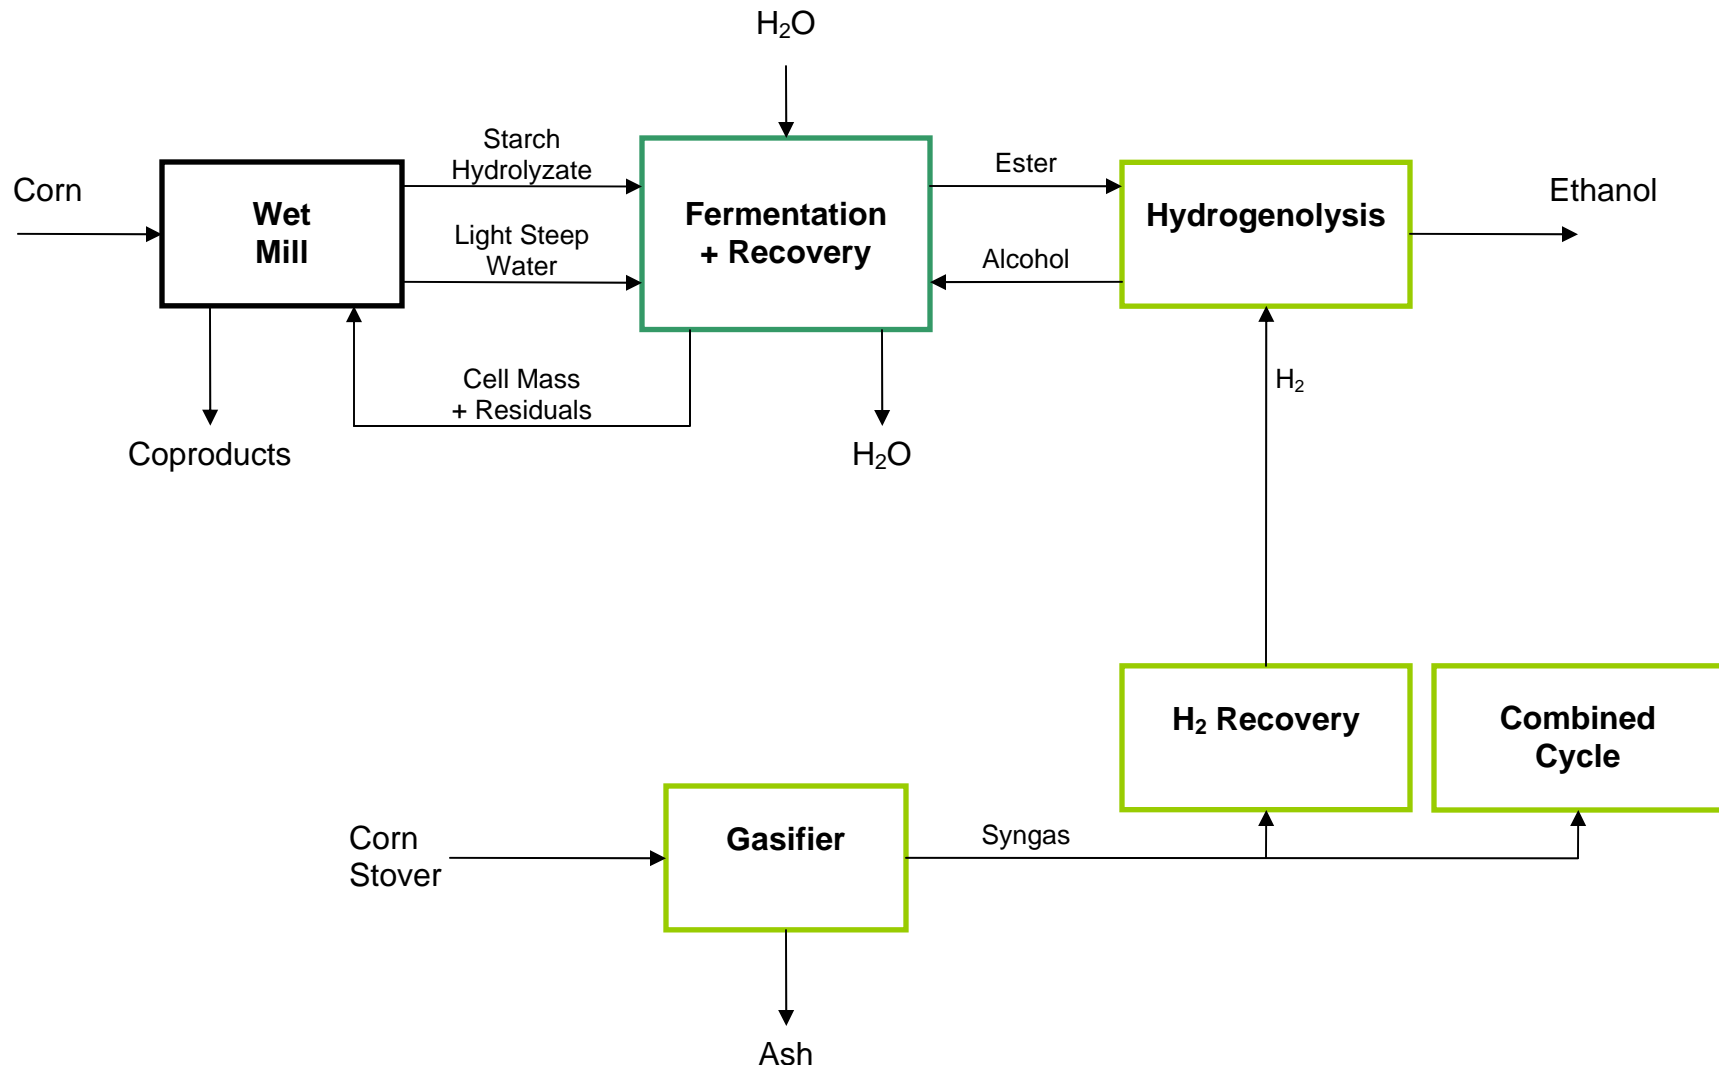 H₂O
Starch
Hydrolyzate
Ester
Corn
Wet
Mill
Fermentation
+ Recovery
Hydrogenolysis
Ethanol
Light Steep
Water
Alcohol
Cell Mass
+ Residuals
H₂
Coproducts
H₂O
H₂ Recovery
Combined
Cycle
Corn
Stover
Gasifier
Syngas
Ash